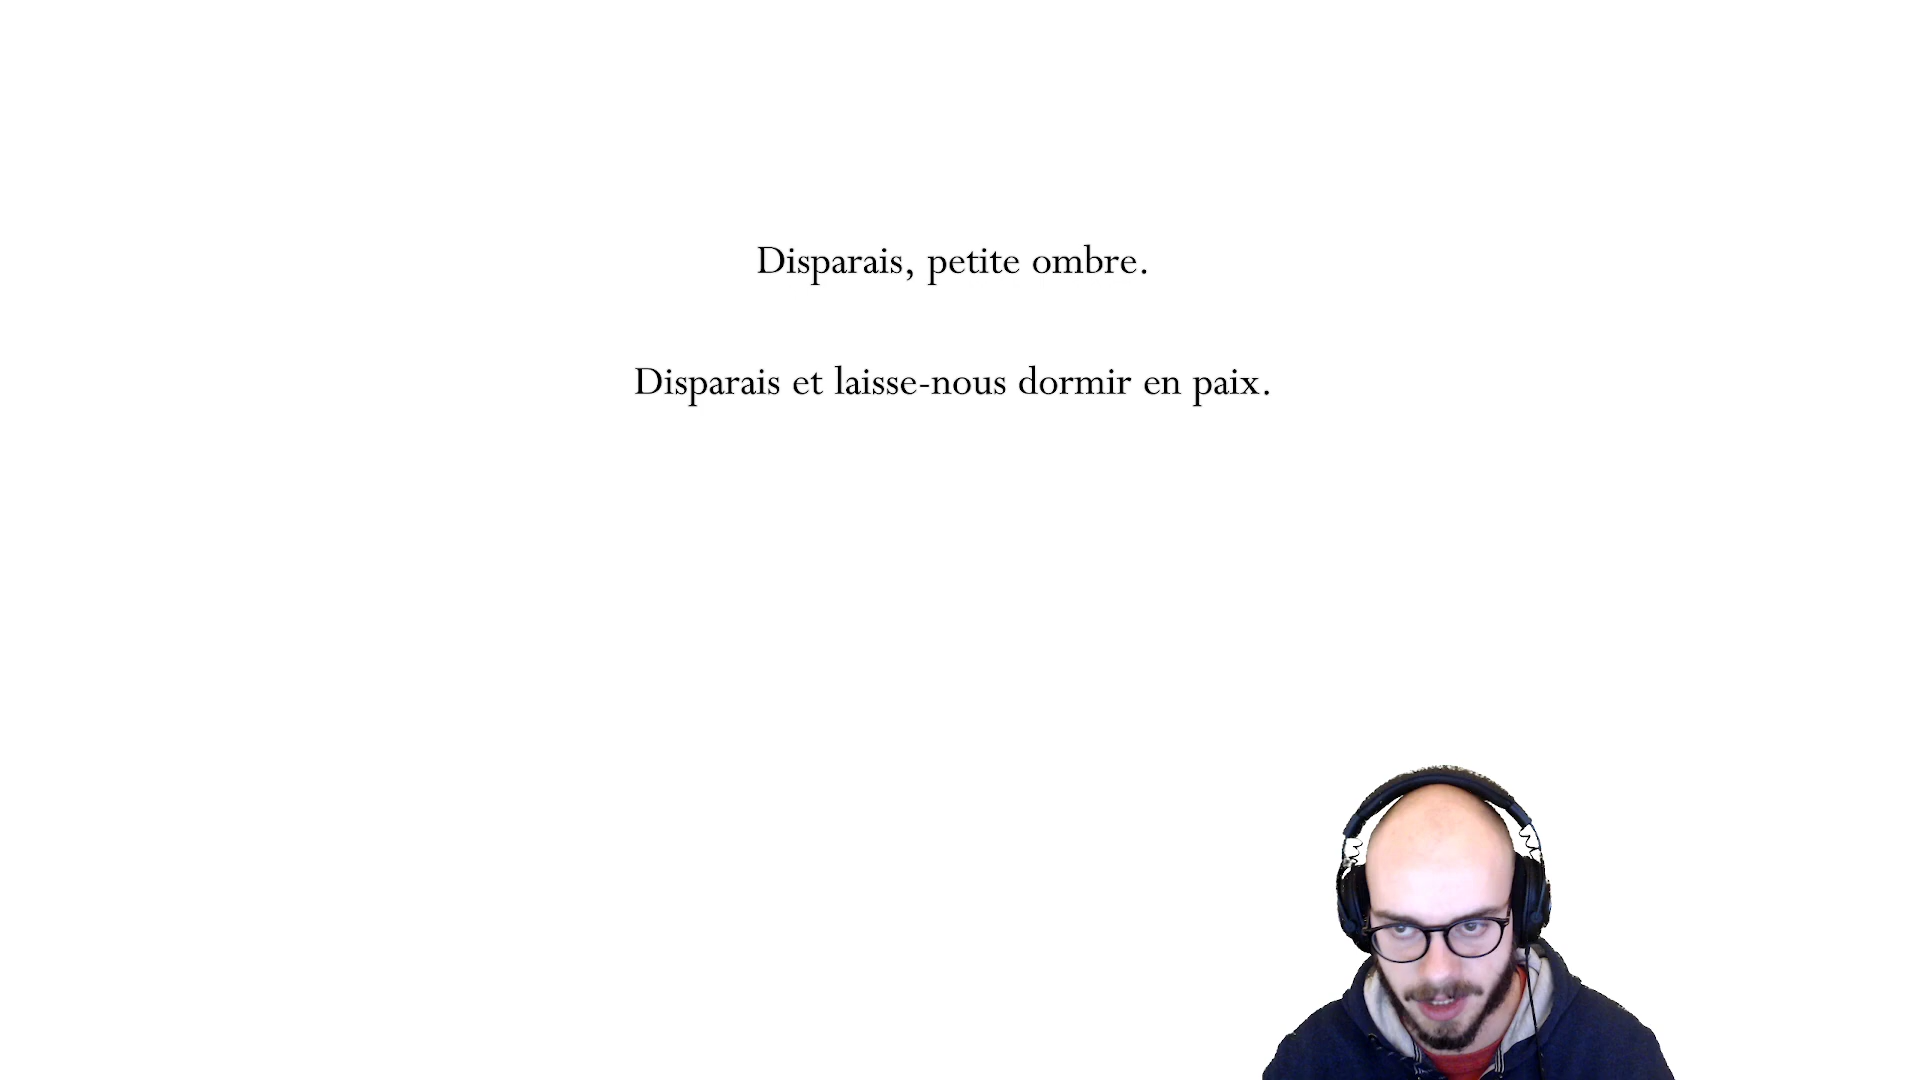 Disparais, petite ombre.
Disparais et laisse-nous dormir en paix.